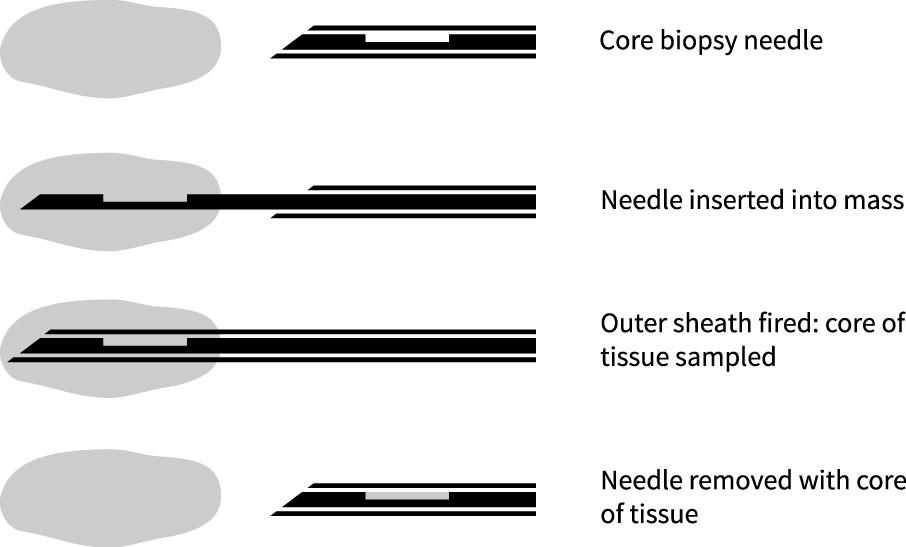 Core biopsy needle
Needle inserted into mass
Outer sheath fired: core of
tissue sampled
Needle removed with core
of tissue